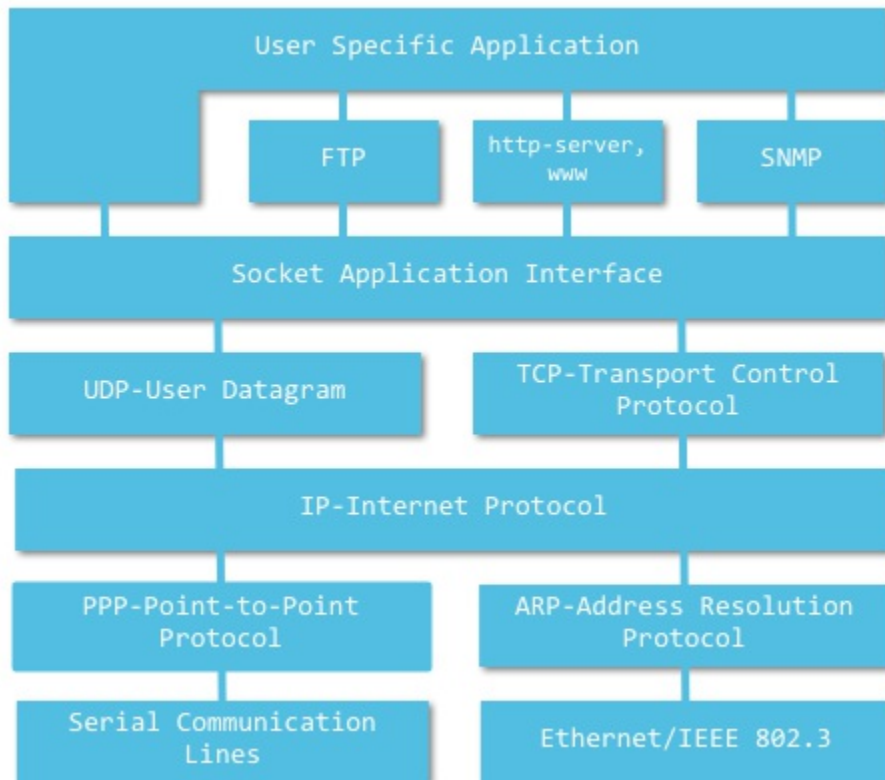 User Specific Application
FTP
http-server,
www
SNMP
Socket Application Interface
UDP-User Datagram
TCP-Transport Control
Protocol
IP-Internet Protocol
PPP-Point-to-Point
Protocol
ARP-Address Resolution
Protocol
Serial Communication
Lines
Ethernet/IEEE 802.3